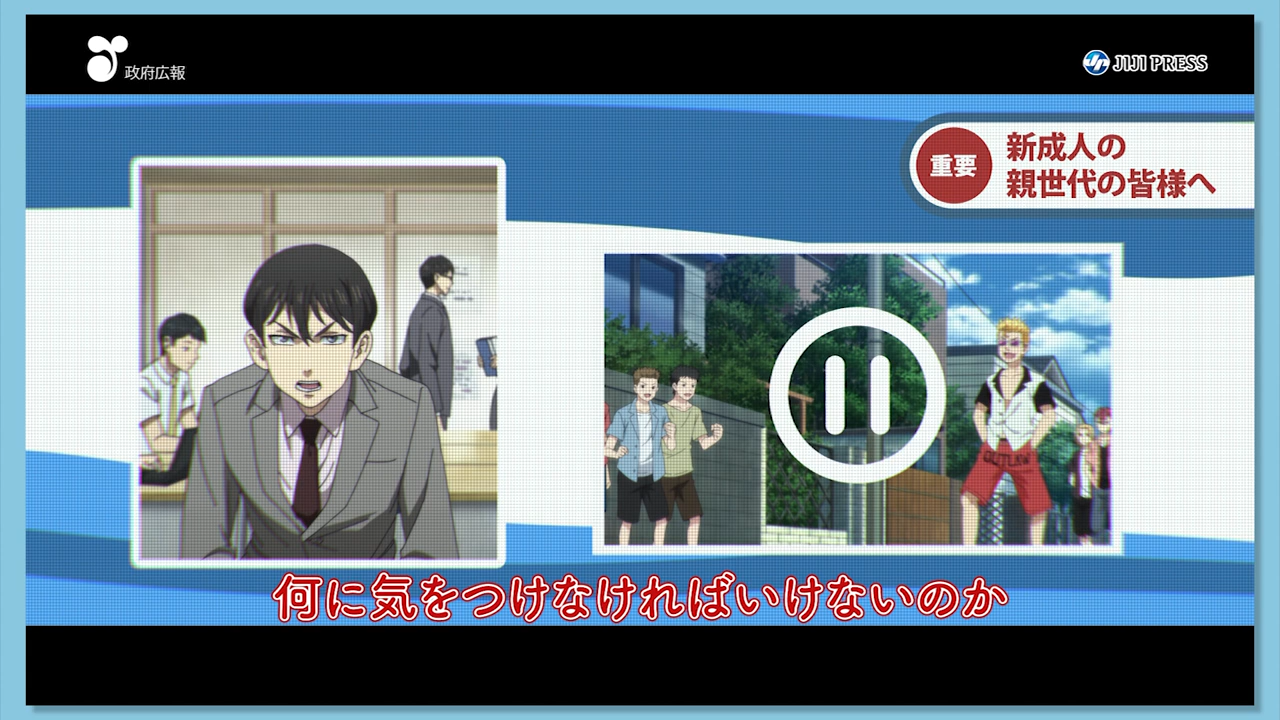 政府広報
JIJI PRESS
重要
新成人の
親世代の皆様へ
OUTLAW
何に気をつけなければいけないのか